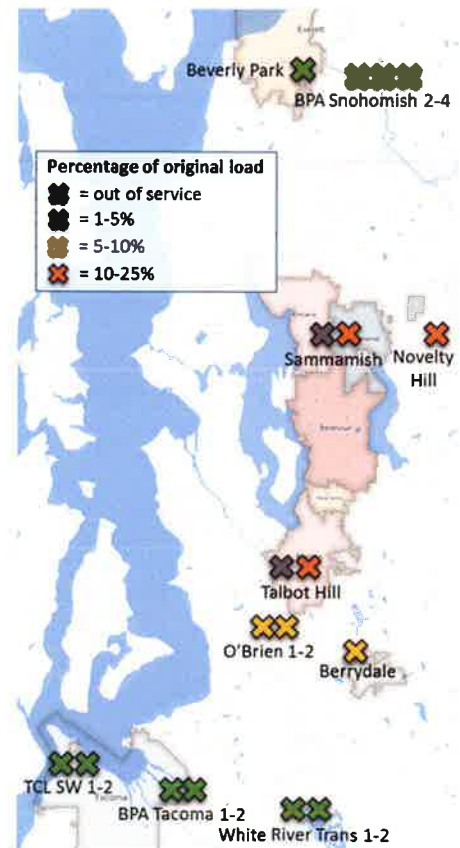 Everett
Beverly Park
BPA Snohomish 2-4
Percentage of original load
= out of service
= 1-5%
= 5-10%
= 10-25%
Sammamish
Novelty
Hill
Talbot Hill
O'Brien 1-2
Berrydale
TCL SW 1-2
Tacoma
BPA Tacoma 1-2
White River Trans 1-2